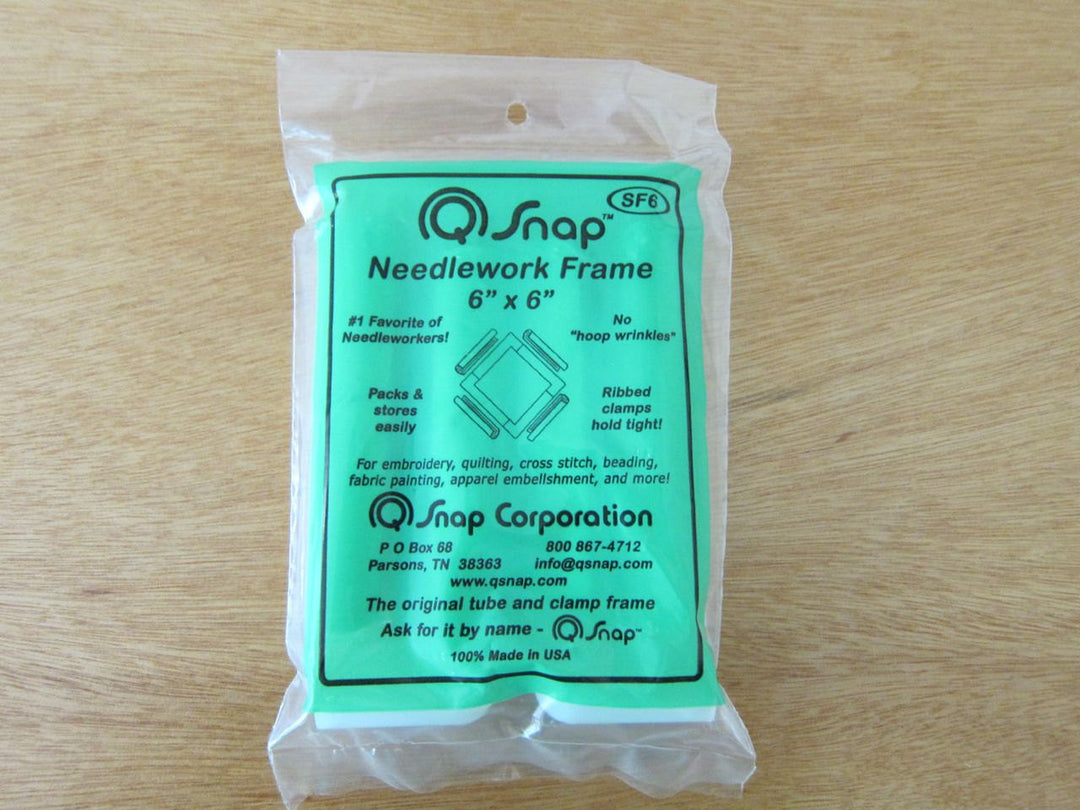 Q Snap™
SF6
Needlework Frame
6” x 6”
#1 Favorite of
Needleworkers!
No
"hoop wrinkles"
Packs &
stores
easily
Ribbed
clamps
hold tight!
For embroidery, quilting, cross stitch, beading,
fabric painting, apparel embellshment, and more!
Q Snap Corporation
P O Box 68
Parsons, TN 38363
800 867-4712
info@qsnap.com
www.qsnap.com
The original tube and clamp frame
Ask for it by name - Q Snap™
100% Made in USA